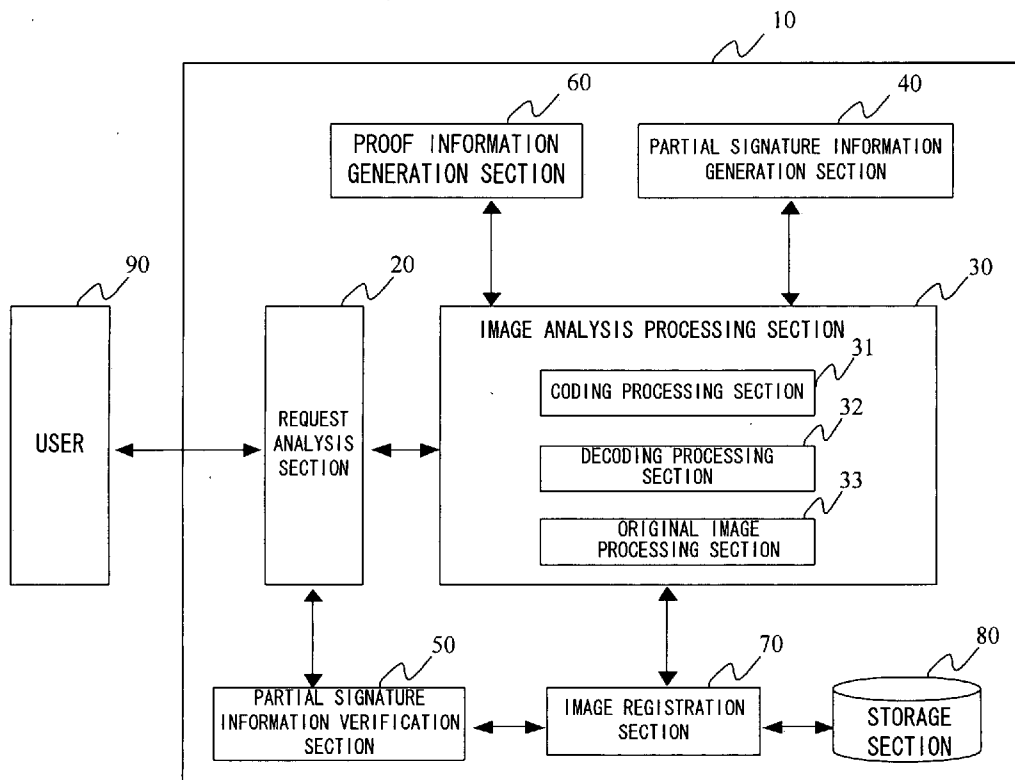 10
60
40
PROOF INFORMATION
GENERATION SECTION
PARTIAL SIGNATURE INFORMATION
GENERATION SECTION
90
20
30
USER
REQUEST
ANALYSIS
SECTION
IMAGE ANALYSIS PROCESSING SECTION
31
CODING PROCESSING SECTION
32
DECODING PROCESSING
SECTION
33
ORIGINAL IMAGE
PROCESSING SECTION
50
70
80
PARTIAL SIGNATURE
INFORMATION VERIFICATION
SECTION
IMAGE REGISTRATION
SECTION
STORAGE
SECTION